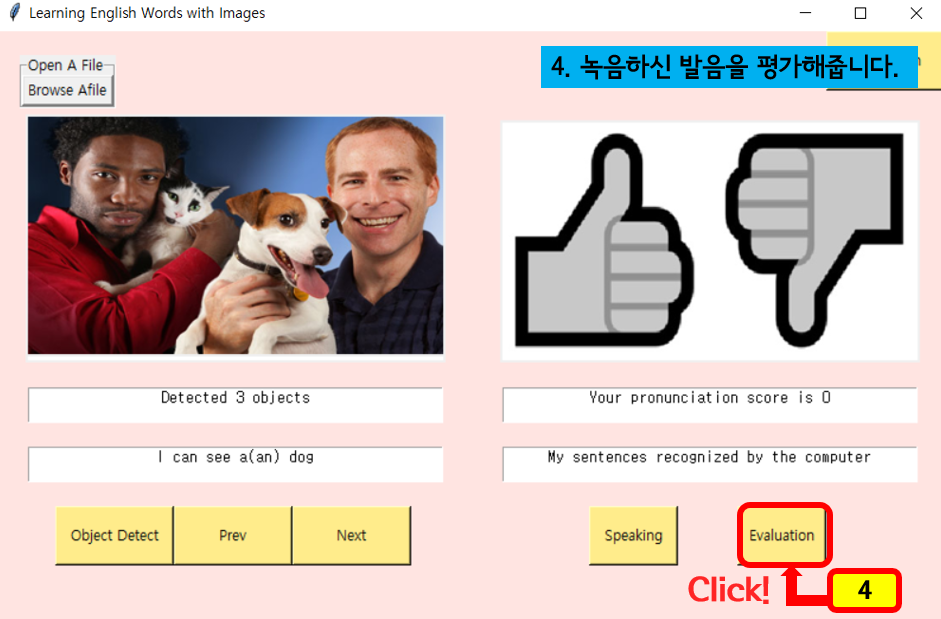 Learning English Words with Images
4. 녹음하신 발음을 평가해줍니다.
Open A File
Browse Afile
Detected 3 objects
Your pronunciation score is 0
I can see a(an) dog
My sentences recognized by the computer
Object Detect
Prev
Next
Speaking
Evaluation
Click!
4